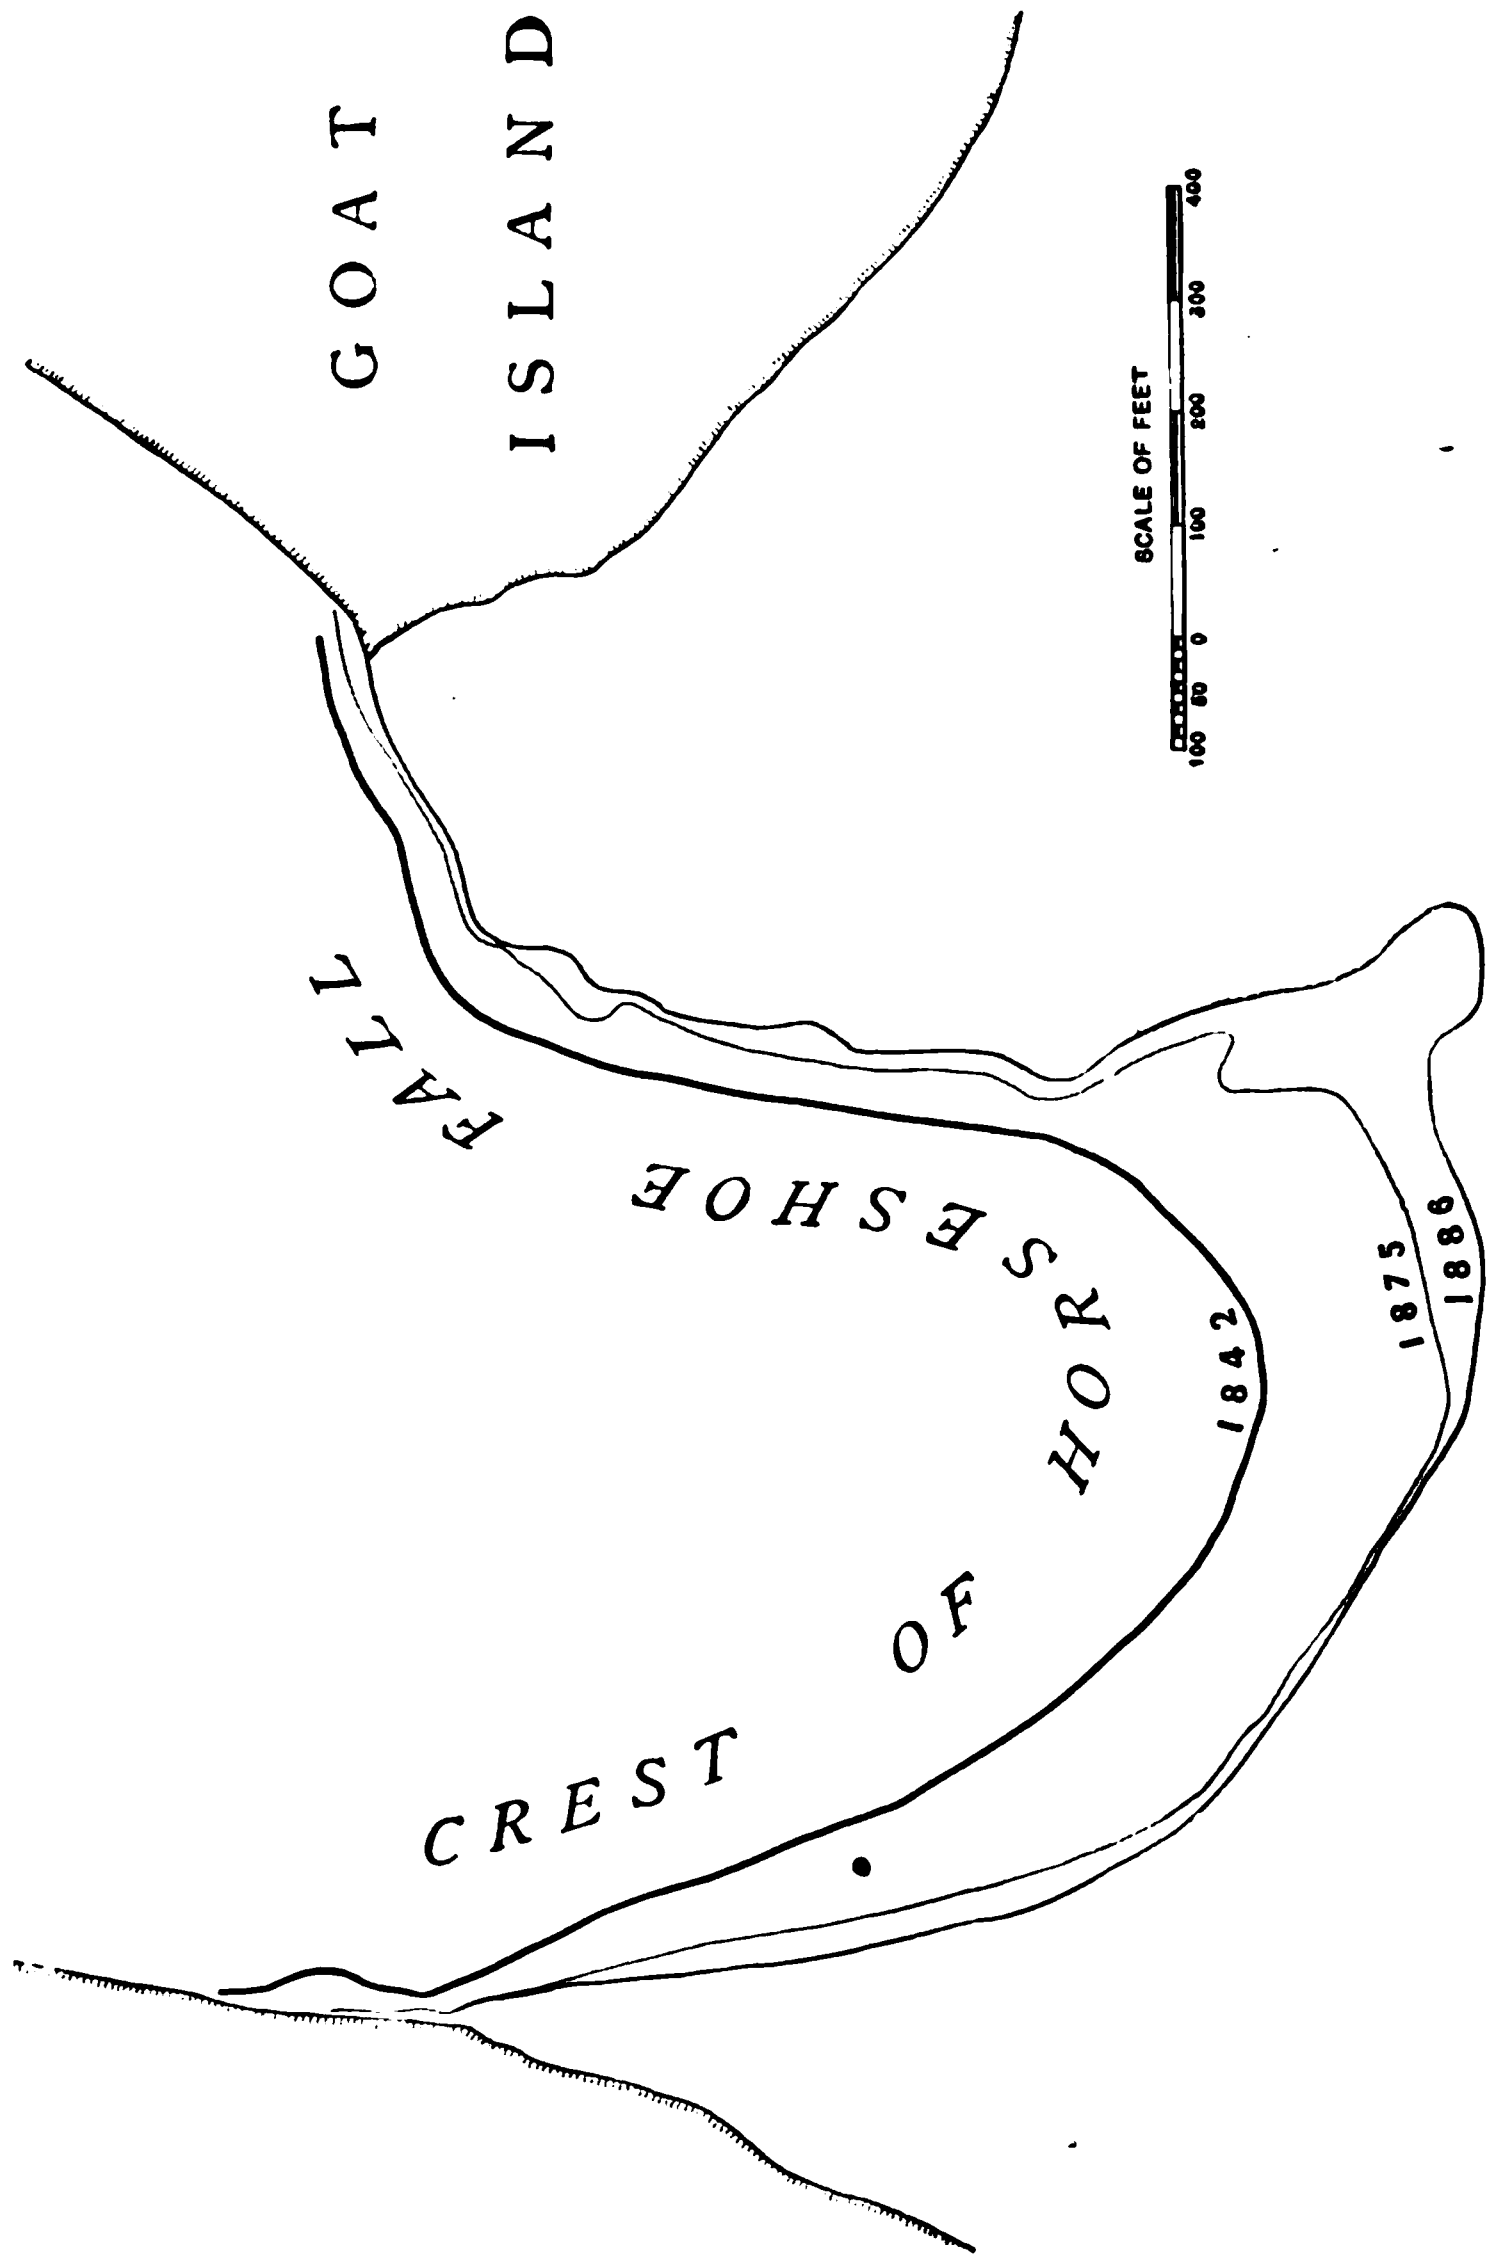 GOAT
ISLAND
CREST OF HORSESHOE FALL
1842
1875
1886
SCALE OF FEET
100 50 0 100 200 300 400